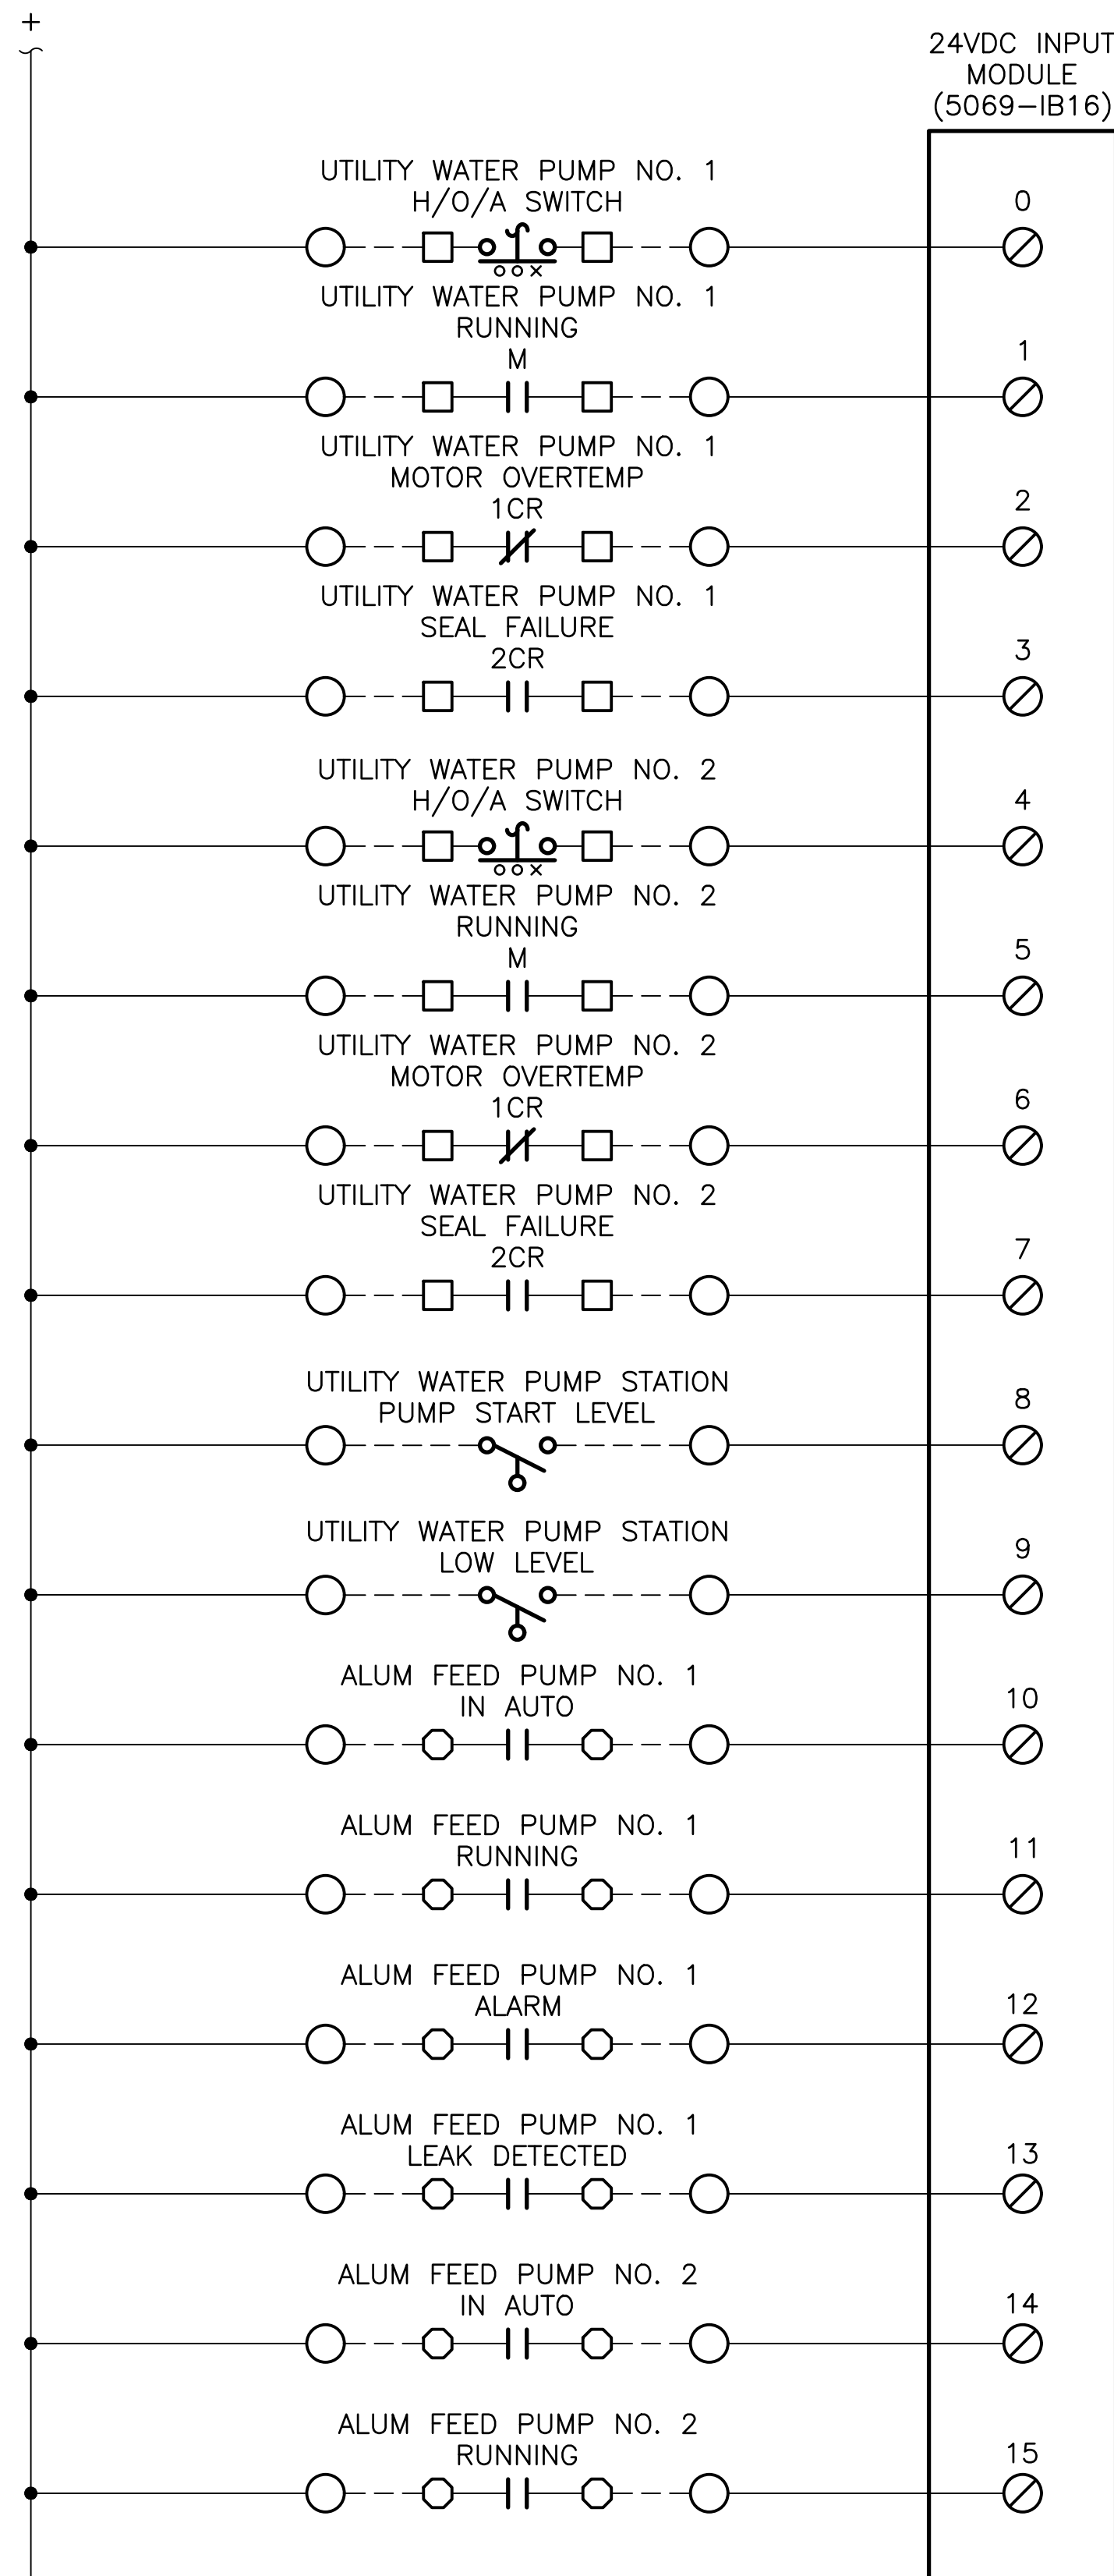 +
24VDC INPUT
MODULE
(5069-IB16)
UTILITY WATER PUMP NO. 1
H/O/A SWITCH
0
O O X
UTILITY WATER PUMP NO. 1
RUNNING
M
1
UTILITY WATER PUMP NO. 1
MOTOR OVERTEMP
1CR
2
UTILITY WATER PUMP NO. 1
SEAL FAILURE
2CR
3
UTILITY WATER PUMP NO. 2
H/O/A SWITCH
4
O O X
UTILITY WATER PUMP NO. 2
RUNNING
M
5
UTILITY WATER PUMP NO. 2
MOTOR OVERTEMP
1CR
6
UTILITY WATER PUMP NO. 2
SEAL FAILURE
2CR
7
UTILITY WATER PUMP STATION
PUMP START LEVEL
8
UTILITY WATER PUMP STATION
LOW LEVEL
9
ALUM FEED PUMP NO. 1
IN AUTO
10
ALUM FEED PUMP NO. 1
RUNNING
11
ALUM FEED PUMP NO. 1
ALARM
12
ALUM FEED PUMP NO. 1
LEAK DETECTED
13
ALUM FEED PUMP NO. 2
IN AUTO
14
ALUM FEED PUMP NO. 2
RUNNING
15